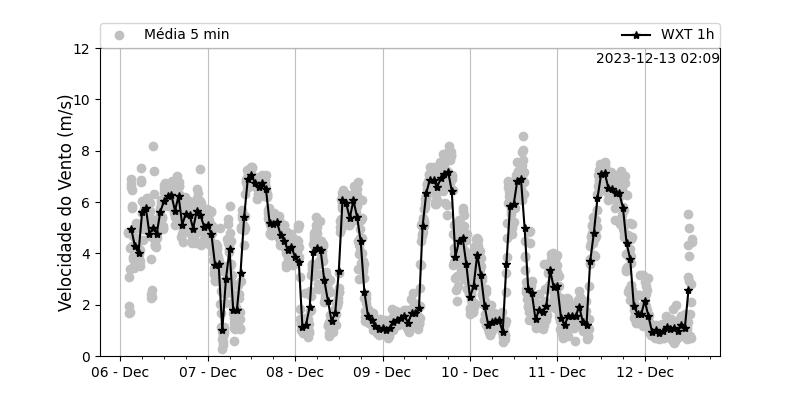 Média 5 min
WXT 1h
2023-12-13 02:09
Velocidade do Vento (m/s)
12
10
8
6
4
2
0
06 - Dec
07 - Dec
08 - Dec
09 - Dec
10 - Dec
11 - Dec
12 - Dec